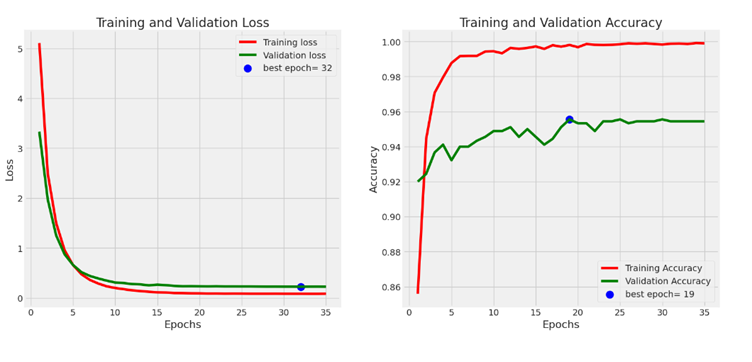 Training and Validation Loss
Training loss
Validation loss
best epoch= 32
5
4
3
2
1
0
Loss
0
5
10
15
20
25
30
35
Epochs
Training and Validation Accuracy
1.00
0.98
0.96
0.94
0.92
0.90
0.88
0.86
Accuracy
Training Accuracy
Validation Accuracy
best epoch= 19
0
5
10
15
20
25
30
35
Epochs